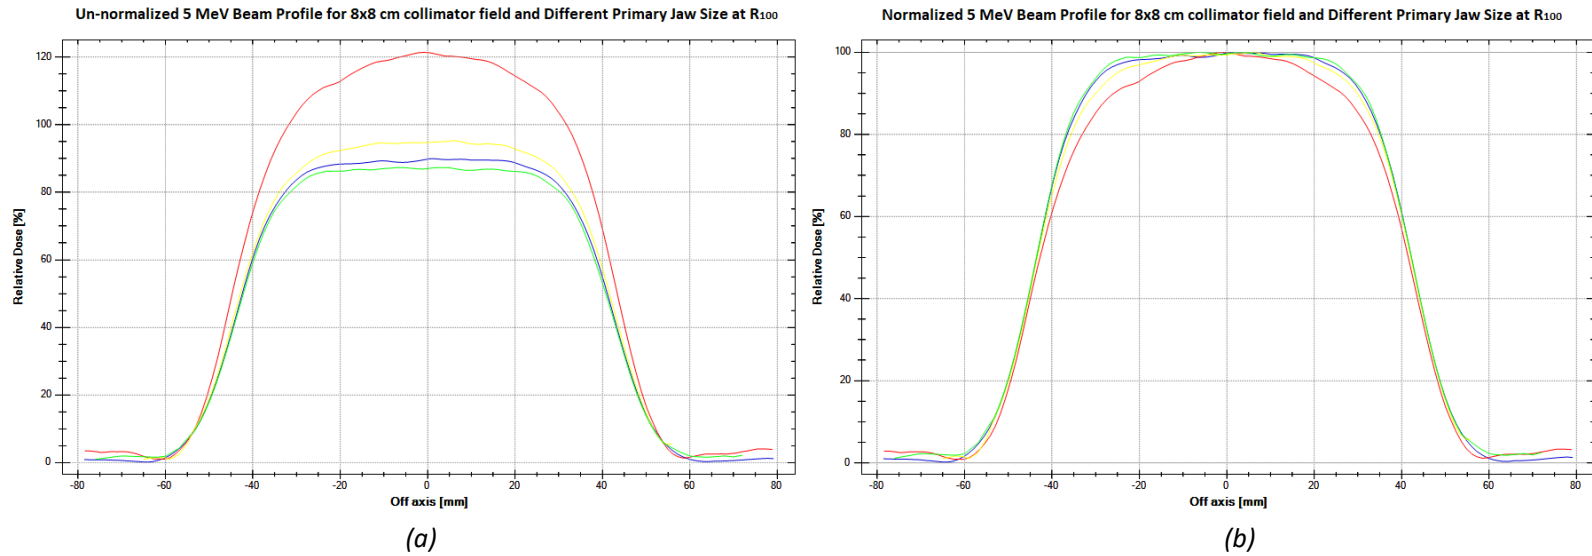 Un-normalized 5 MeV Beam Profile for 8x8 cm collimator field and Different Primary Jaw Size at R100
Relative Dose [%]
120
100
80
60
40
20
0
-80 -60 -40 -20 0 20 40 60 80
Off axis [mm]
(a)
Normalized 5 MeV Beam Profile for 8x8 cm collimator field and Different Primary Jaw Size at R100
Relative Dose [%]
100
80
60
40
20
0
-80 -60 -40 -20 0 20 40 60 80
Off axis [mm]
(b)